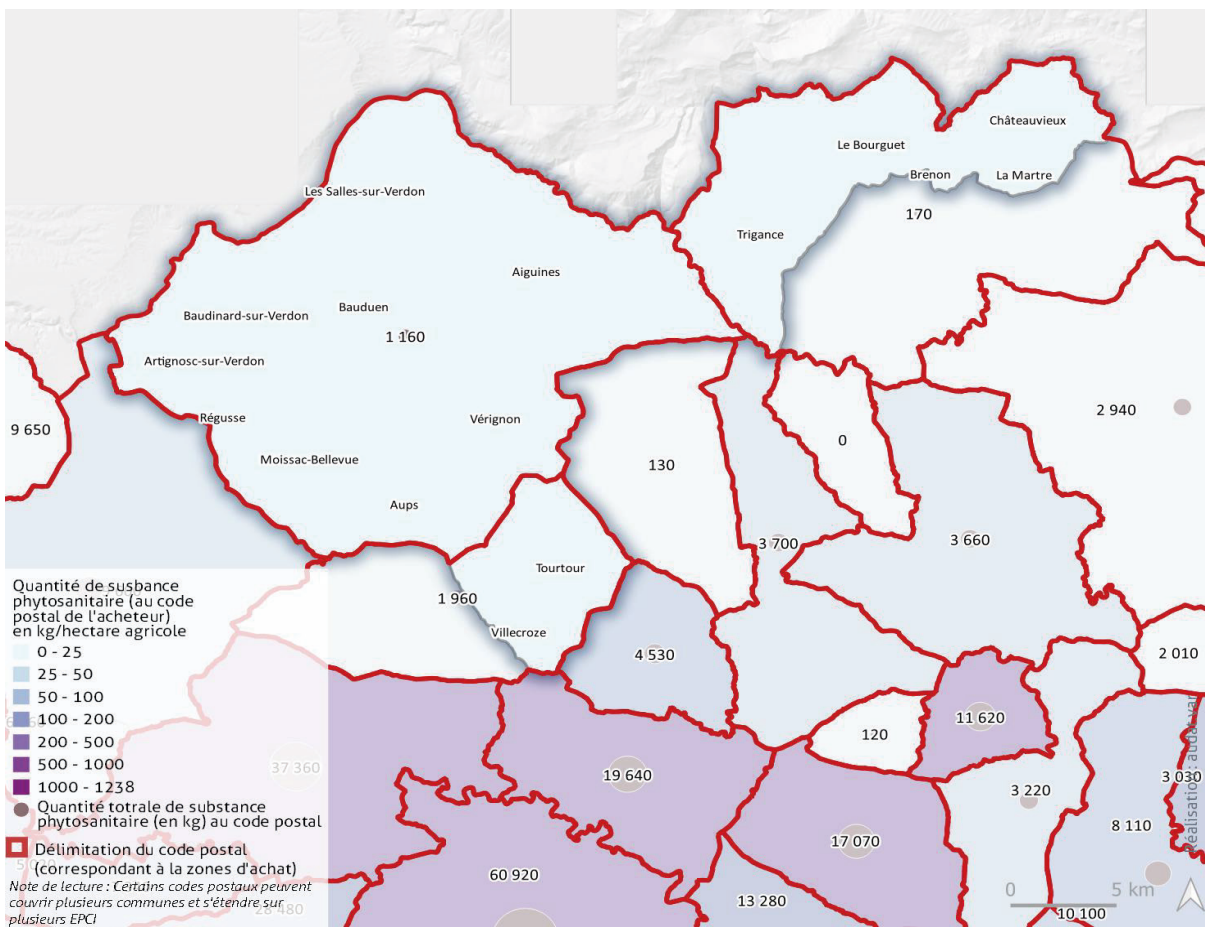 Châteauvieux
Le Bourguet
Brenon
La Martre
Les Salles-sur-Verdon
170
Trigance
Aiguines
Baudinard-sur-Verdon
Bauduen
1 160
Artignosc-sur-Verdon
2 940
Régusse
Vérignon
9 650
0
Moissac-Bellevue
130
Aups
3 700
3 660
Tourtour
1 960
Villecroze
4 530
2 010
11 620
120
37 360
19 640
3 030
3 220
8 110
17 070
60 920
13 280
10 100
28 480
5 020
Quantité de susbance
phytosanitaire (au code
postal de l'acheteur)
en kg/hectare agricole
0 - 25
25 - 50
50 - 100
100 - 200
200 - 500
500 - 1000
1000 - 1238
Quantité totrale de substance
phytosanitaire (en kg) au code postal
Délimitation du code postal
(correspondant à la zones d'achat)
Note de lecture : Certains codes postaux peuvent
couvrir plusieurs communes et s'étendre sur
plusieurs EPCI
0 5 km
Réalisation : audat.var